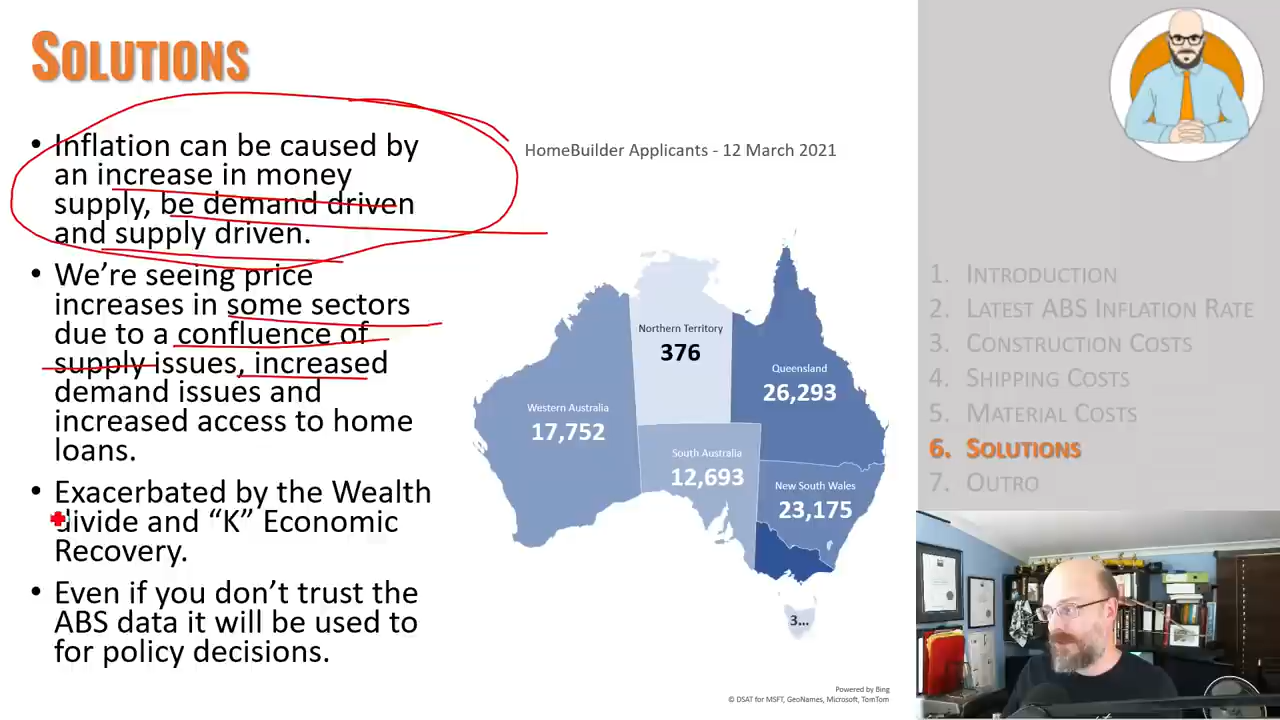 SOLUTIONS
• Inflation can be caused by
an increase in money
supply, be demand driven
and supply driven.
• We’re seeing price
increases in some sectors
due to a confluence of
supply issues, increased
demand issues and
increased access to home
loans.
• Exacerbated by the Wealth
divide and “K” Economic
Recovery.
• Even if you don’t trust the
ABS data it will be used to
for policy decisions.
HomeBuilder Applicants - 12 March 2021
Northern Territory
376
Queensland
26,293
Western Australia
17,752
South Australia
12,693
New South Wales
23,175
3...
Powered by Bing
© DSAT for MSFT, GeoNames, Microsoft, TomTom
1. INTRODUCTION
2. LATEST ABS INFLATION RATE
3. CONSTRUCTION COSTS
4. SHIPPING COSTS
5. MATERIAL COSTS
6. SOLUTIONS
7. OUTRO